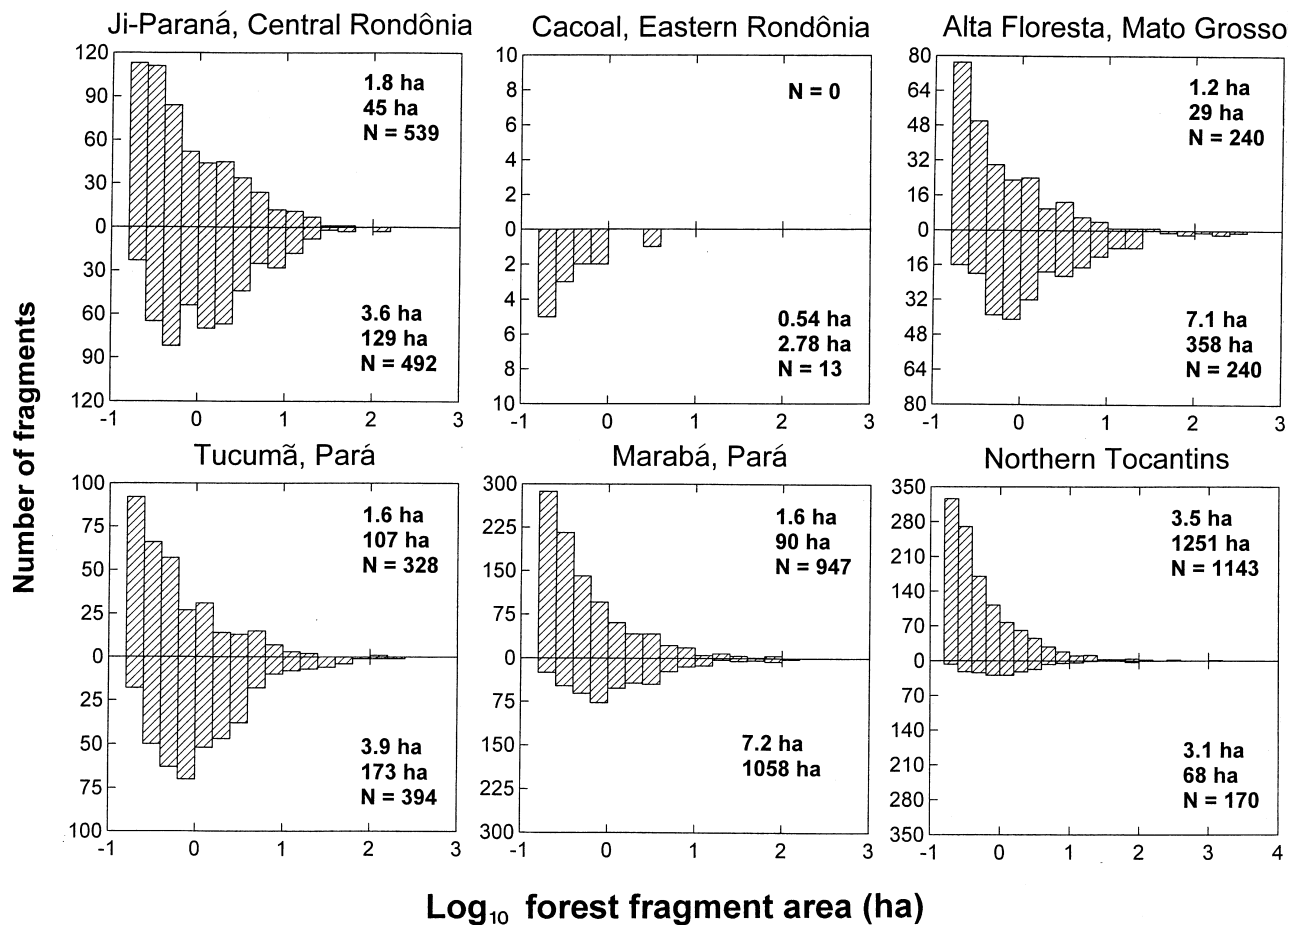 Ji-Paraná, Central Rondônia
120
90
60
30
0
30
60
90
120
1.8 ha
45 ha
N = 539
3.6 ha
129 ha
N = 492
-1 0 1 2 3
Cacoal, Eastern Rondônia
10
8
6
4
2
0
2
4
6
8
10
N = 0
0.54 ha
2.78 ha
N = 13
-1 0 1 2 3
Alta Floresta, Mato Grosso
80
64
48
32
16
0
16
32
48
64
80
1.2 ha
29 ha
N = 240
7.1 ha
358 ha
N = 240
-1 0 1 2 3
Number of fragments
Tucumã, Pará
100
75
50
25
0
25
50
75
100
1.6 ha
107 ha
N = 328
3.9 ha
173 ha
N = 394
-1 0 1 2 3
Marabá, Pará
300
225
150
75
0
75
150
225
300
1.6 ha
90 ha
N = 947
7.2 ha
1058 ha
-1 0 1 2 3
Northern Tocantins
350
280
210
140
70
0
70
140
210
280
350
3.5 ha
1251 ha
N = 1143
3.1 ha
68 ha
N = 170
-1 0 1 2 3 4
Log₁₀ forest fragment area (ha)